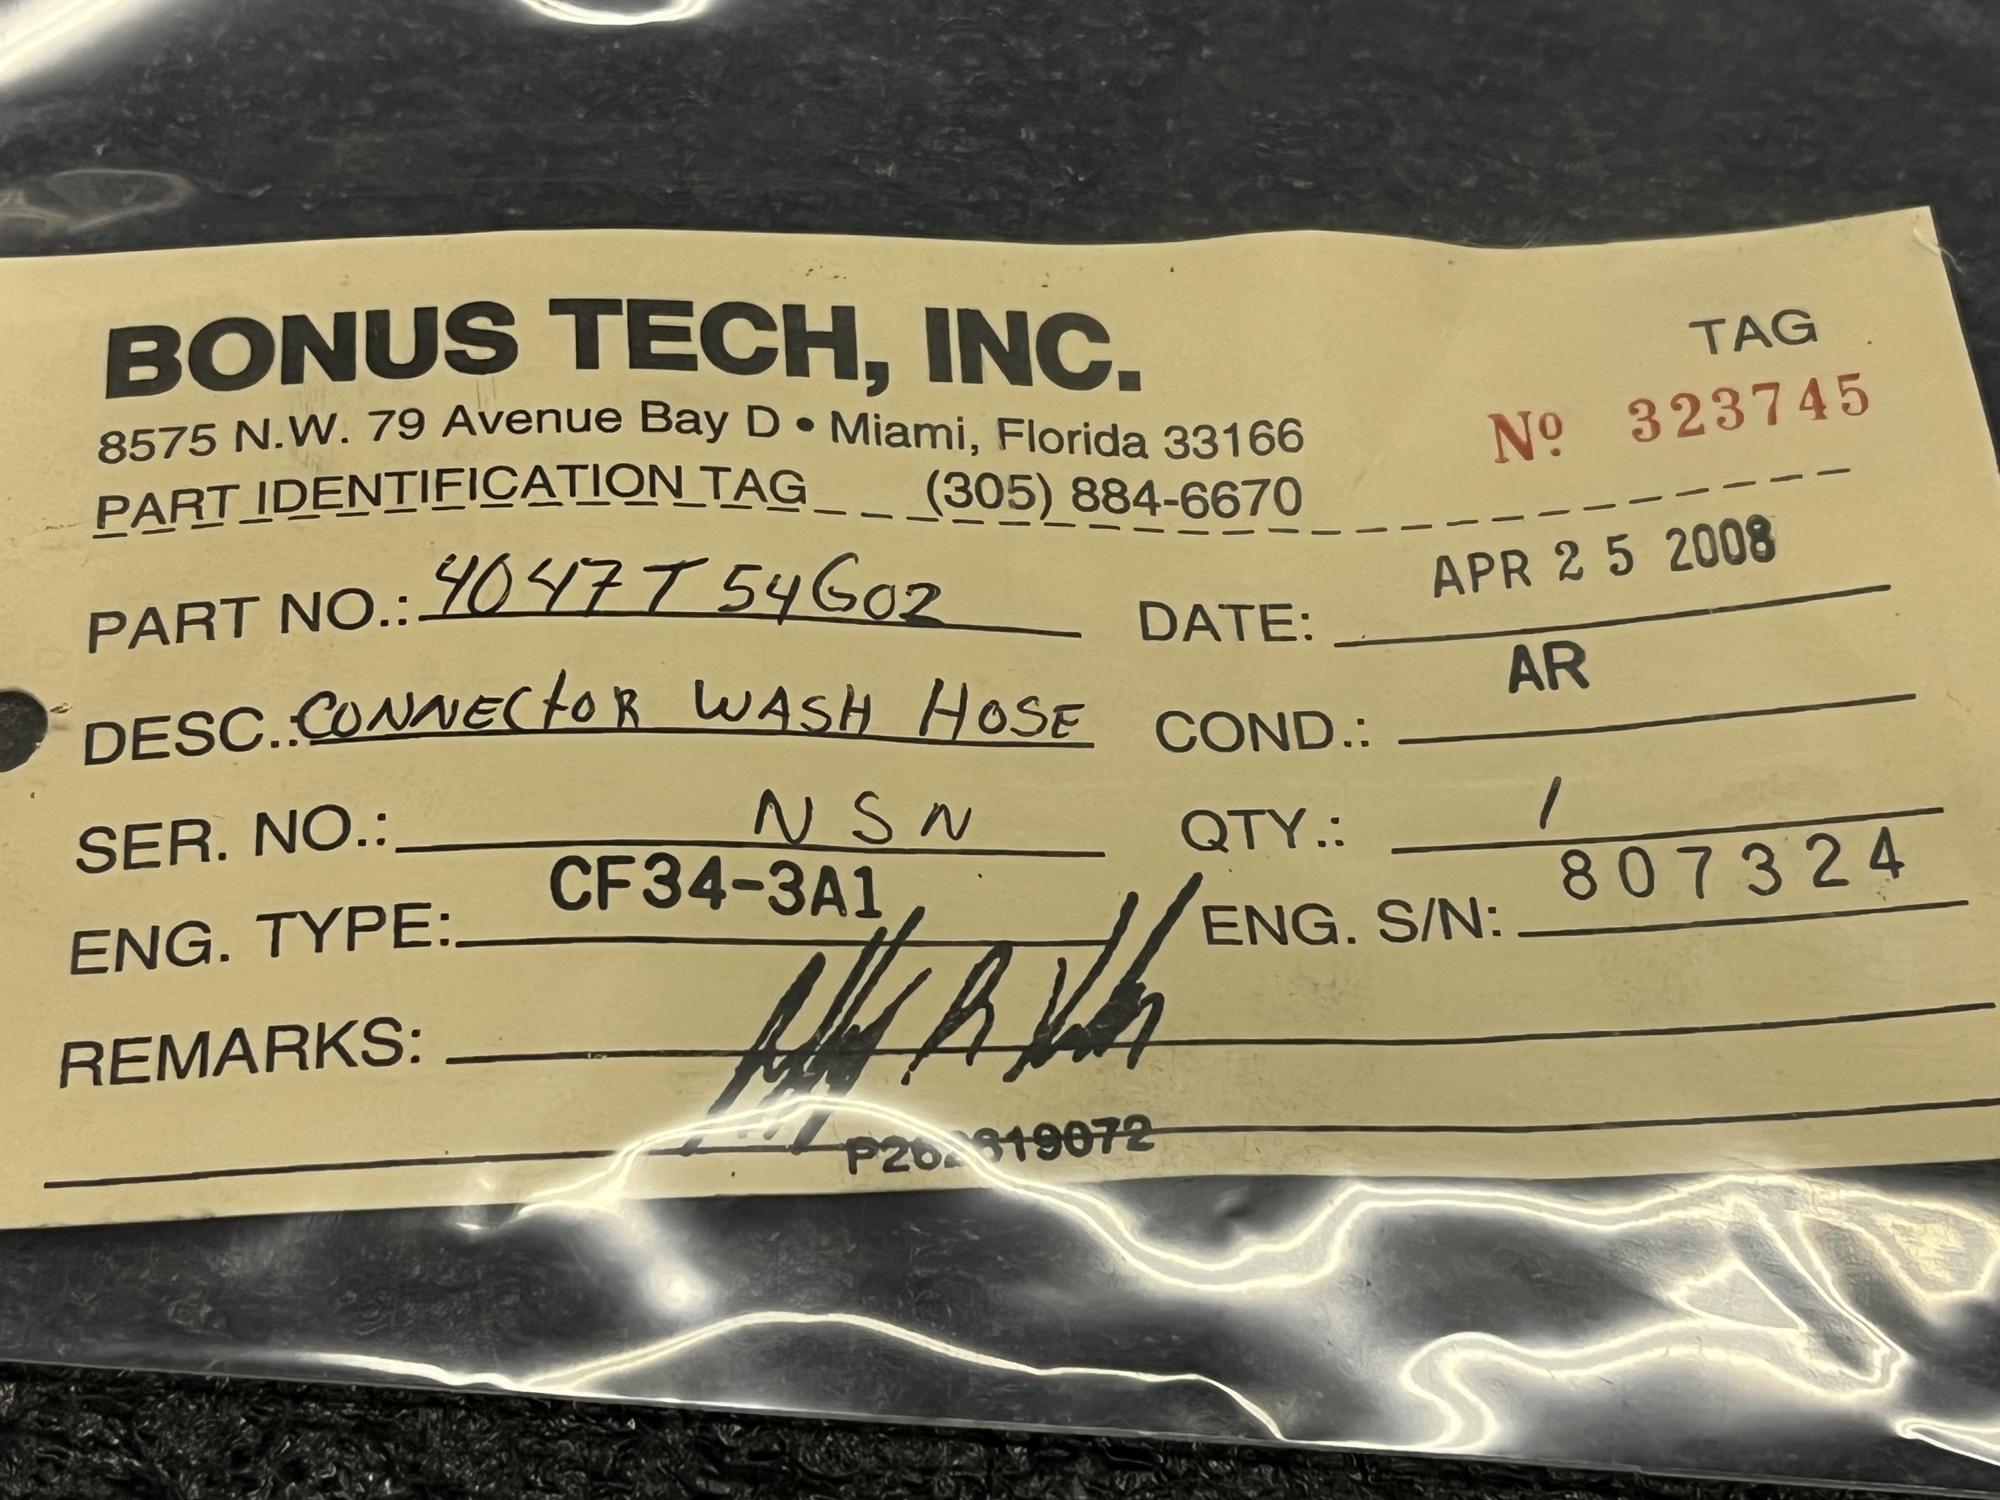 BONUS TECH, INC.
TAG
8575 N.W. 79 Avenue Bay D • Miami, Florida 33166
Nº 323745
PART IDENTIFICATION TAG (305) 884-6670
PART NO.: 4047T54G02 DATE: APR 25 2008
DESC.: CONNECtOR WASH HOSE COND.: AR
SER. NO.: NSN QTY.: 1
ENG. TYPE: CF34-3A1 ENG. S/N: 807324
REMARKS: